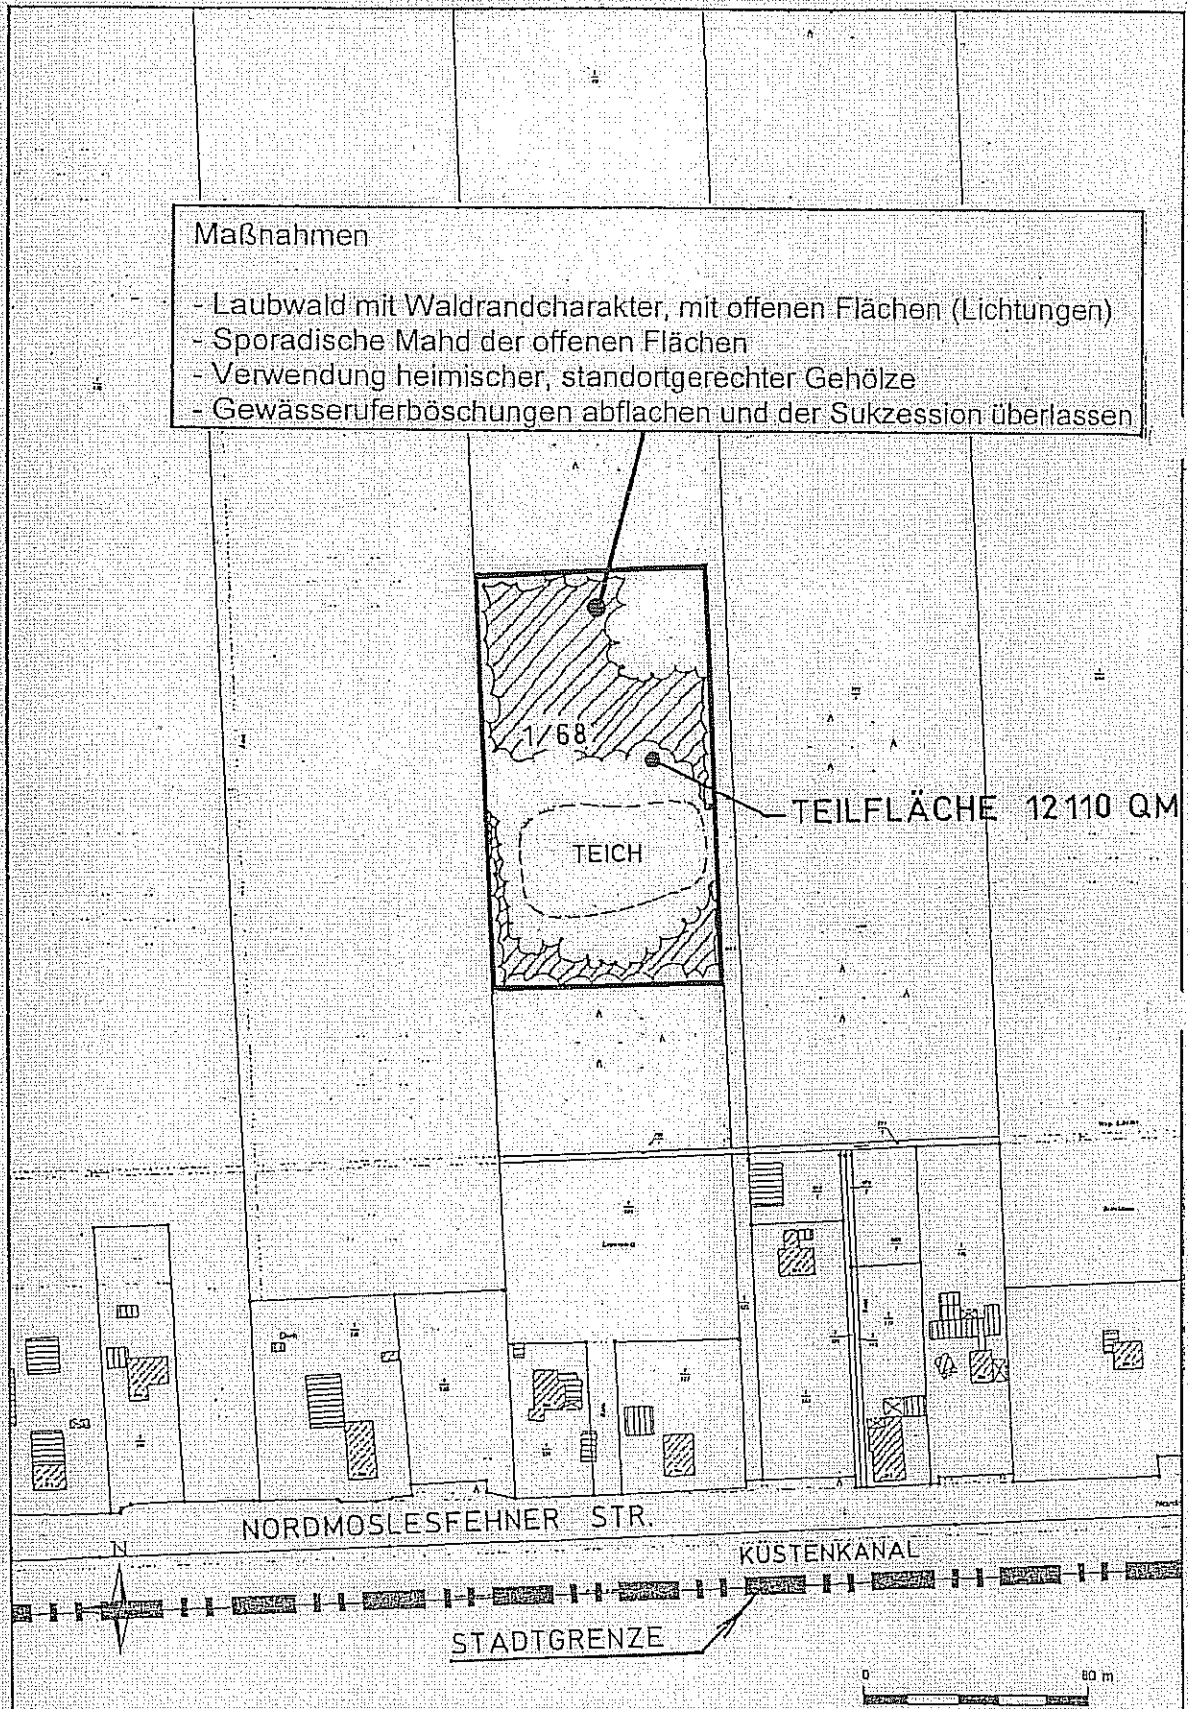 Maßnahmen
- Laubwald mit Waldrandcharakter, mit offenen Flächen (Lichtungen)
- Sporadische Mahd der offenen Flächen
- Verwendung heimischer, standortgerechter Gehölze
- Gewässeruferböschungen abflachen und der Sukzession überlassen
1/68
TEILFLÄCHE 12110 QM
TEICH
NORDMOSLESFEHNER STR.
N
KÜSTENKANAL
STADTGRENZE
0 80 m